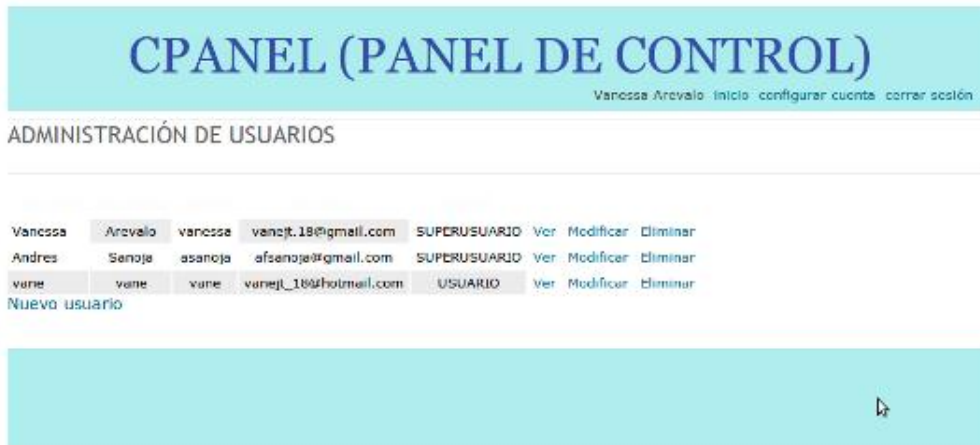 CPANEL (PANEL DE CONTROL)
Vanessa Arevalo inicio configurar cuenta cerrar sesión
ADMINISTRACIÓN DE USUARIOS
Vanessa Arevalo vanessa vanejt.18@gmail.com SUPERUSUARIO Ver Modificar Eliminar
Andres Sanoja asanoja afsanoja@gmail.com SUPERUSUARIO Ver Modificar Eliminar
vane vane vane vanejt_18@hotmail.com USUARIO Ver Modificar Eliminar
Nuevo usuario